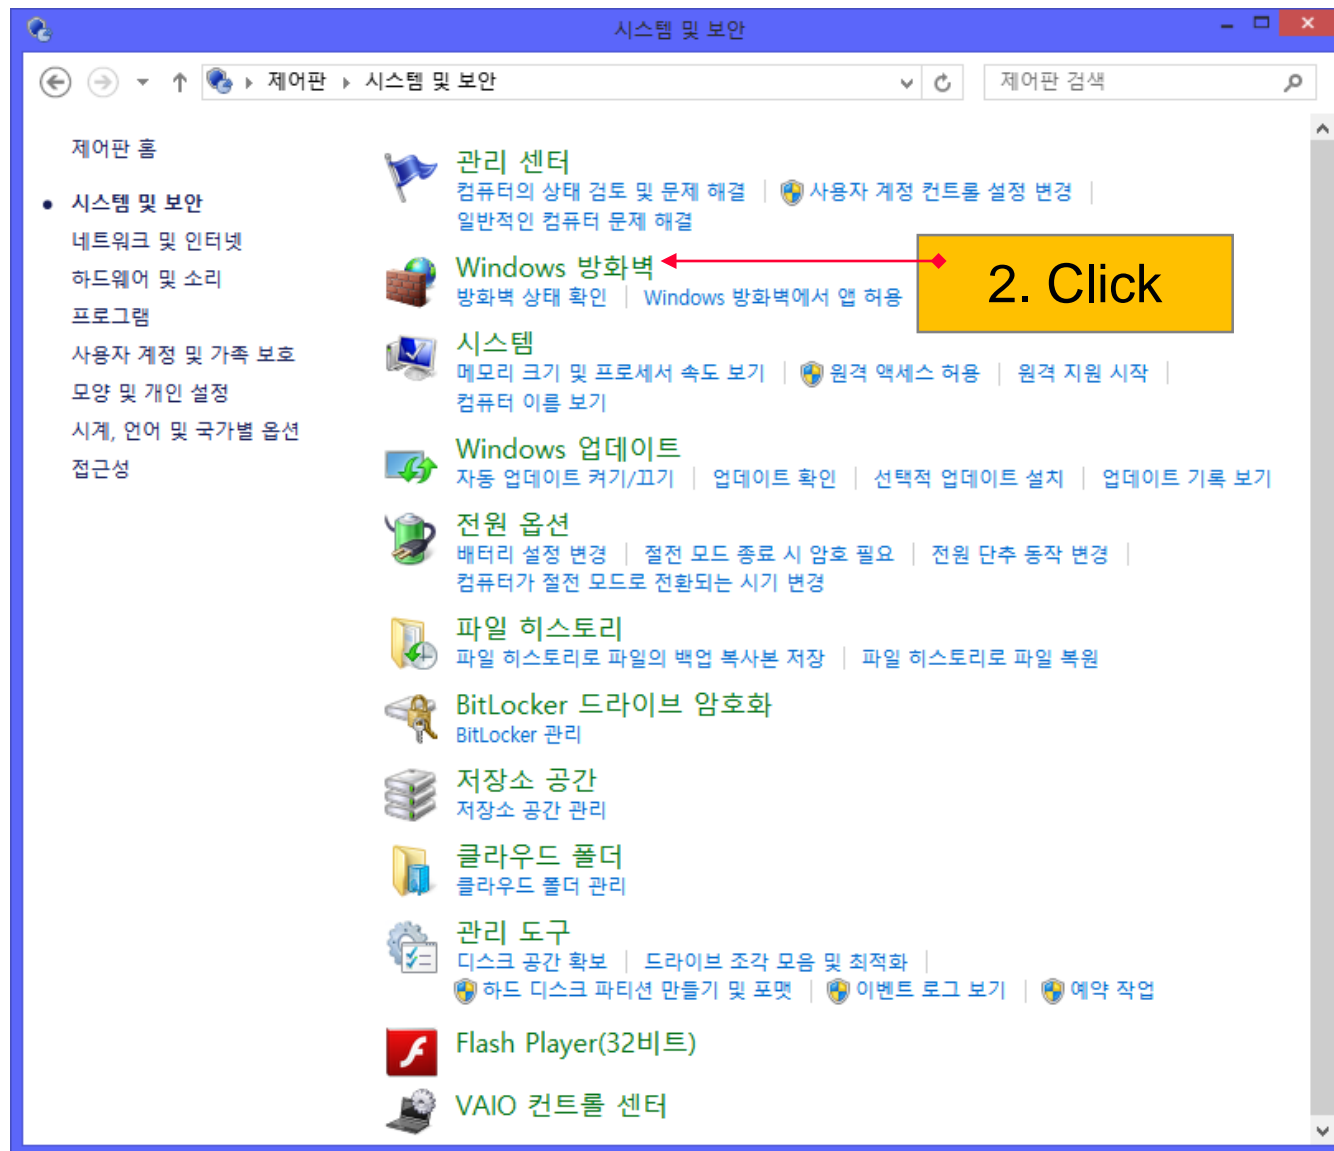 시스템 및 보안
제어판 시스템 및 보안
제어판 검색
제어판 홈
시스템 및 보안
네트워크 및 인터넷
하드웨어 및 소리
프로그램
사용자 계정 및 가족 보호
모양 및 개인 설정
시계, 언어 및 국가별 옵션
접근성
관리 센터
컴퓨터의 상태 검토 및 문제 해결 사용자 계정 컨트롤 설정 변경
일반적인 컴퓨터 문제 해결
Windows 방화벽
방화벽 상태 확인 Windows 방화벽에서 앱 허용
2. Click
시스템
메모리 크기 및 프로세서 속도 보기 원격 액세스 허용 원격 지원 시작
컴퓨터 이름 보기
Windows 업데이트
자동 업데이트 켜기/끄기 업데이트 확인 선택적 업데이트 설치 업데이트 기록 보기
전원 옵션
배터리 설정 변경 절전 모드 종료 시 암호 필요 전원 단추 동작 변경
컴퓨터가 절전 모드로 전환되는 시기 변경
파일 히스토리
파일 히스토리로 파일의 백업 복사본 저장 파일 히스토리로 파일 복원
BitLocker 드라이브 암호화
BitLocker 관리
저장소 공간
저장소 공간 관리
클라우드 폴더
클라우드 폴더 관리
관리 도구
디스크 공간 확보 드라이브 조각 모음 및 최적화
하드 디스크 파티션 만들기 및 포맷 이벤트 로그 보기 예약 작업
Flash Player(32비트)
VAIO 컨트롤 센터